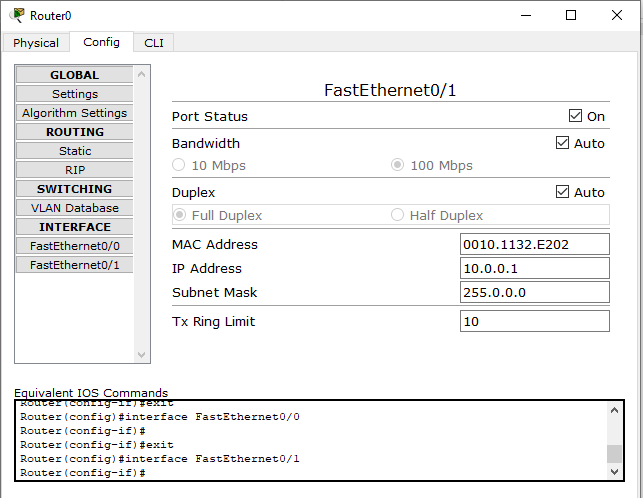 Router0
Physical Config CLI
GLOBAL
Settings
Algorithm Settings
ROUTING
Static
RIP
SWITCHING
VLAN Database
INTERFACE
FastEthernet0/0
FastEthernet0/1
FastEthernet0/1
Port Status On
Bandwidth Auto
10 Mbps 100 Mbps
Duplex Auto
Full Duplex Half Duplex
MAC Address 0010.1132.E202
IP Address 10.0.0.1
Subnet Mask 255.0.0.0
Tx Ring Limit 10
Equivalent IOS Commands
Router(config-if)#exit
Router(config)#interface FastEthernet0/0
Router(config-if)#
Router(config-if)#exit
Router(config)#interface FastEthernet0/1
Router(config-if)#